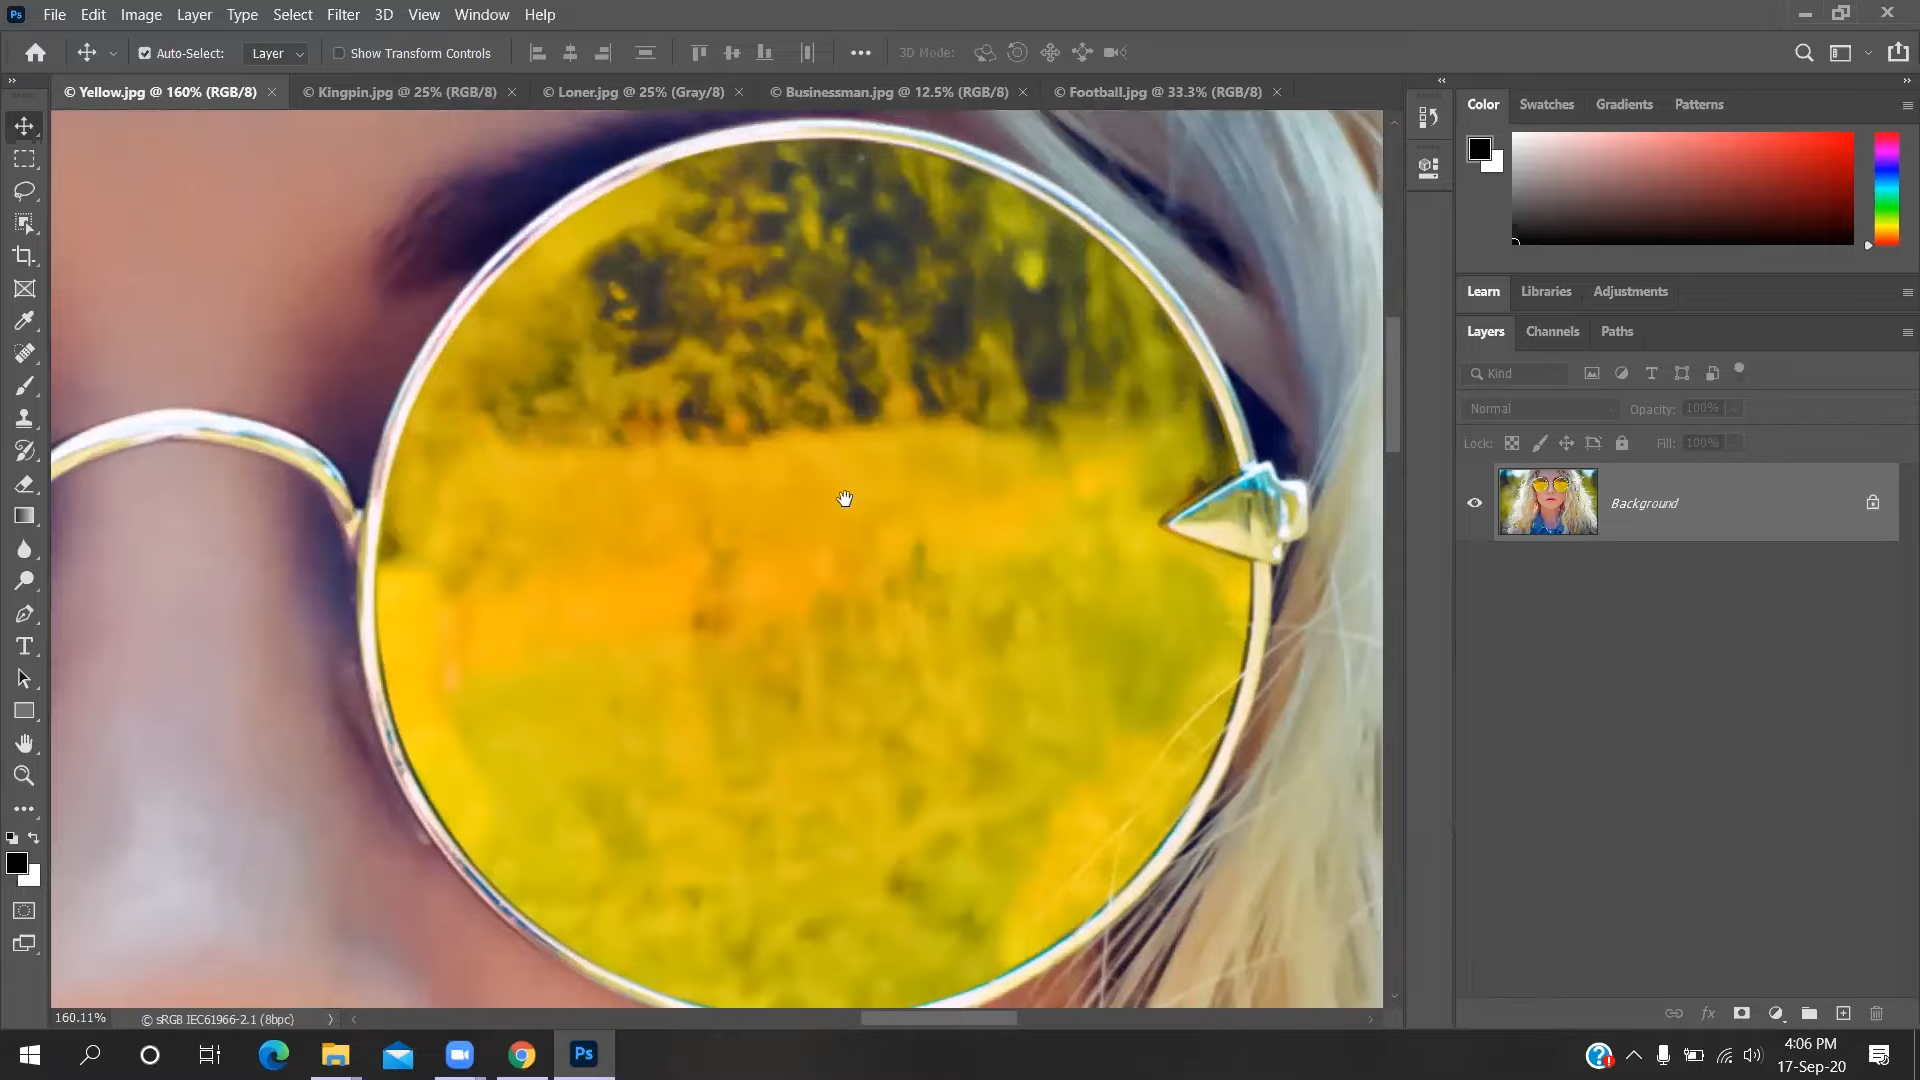 Ps File Edit Image Layer Type Select Filter 3D View Window Help
Auto-Select: Layer Show Transform Controls 3D Mode:
© Yellow.jpg @ 160% (RGB/8) © Kingpin.jpg @ 25% (RGB/8) © Loner.jpg @ 25% (Gray/8) © Businessman.jpg @ 12.5% (RGB/8) © Football.jpg @ 33.3% (RGB/8)
Color Swatches Gradients Patterns
Learn Libraries Adjustments
Layers Channels Paths
Kind
Normal Opacity: 100%
Lock: Fill: 100%
Background
160.11% © sRGB IEC61966-2.1 (8bpc)
Ps
4:06 PM
17-Sep-20